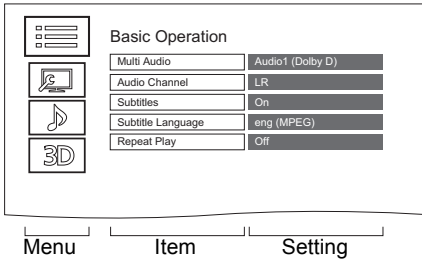 Basic Operation
Multi Audio Audio1 (Dolby D)
Audio Channel LR
Subtitles On
Subtitle Language eng (MPEG)
Repeat Play Off
3D
Menu Item Setting